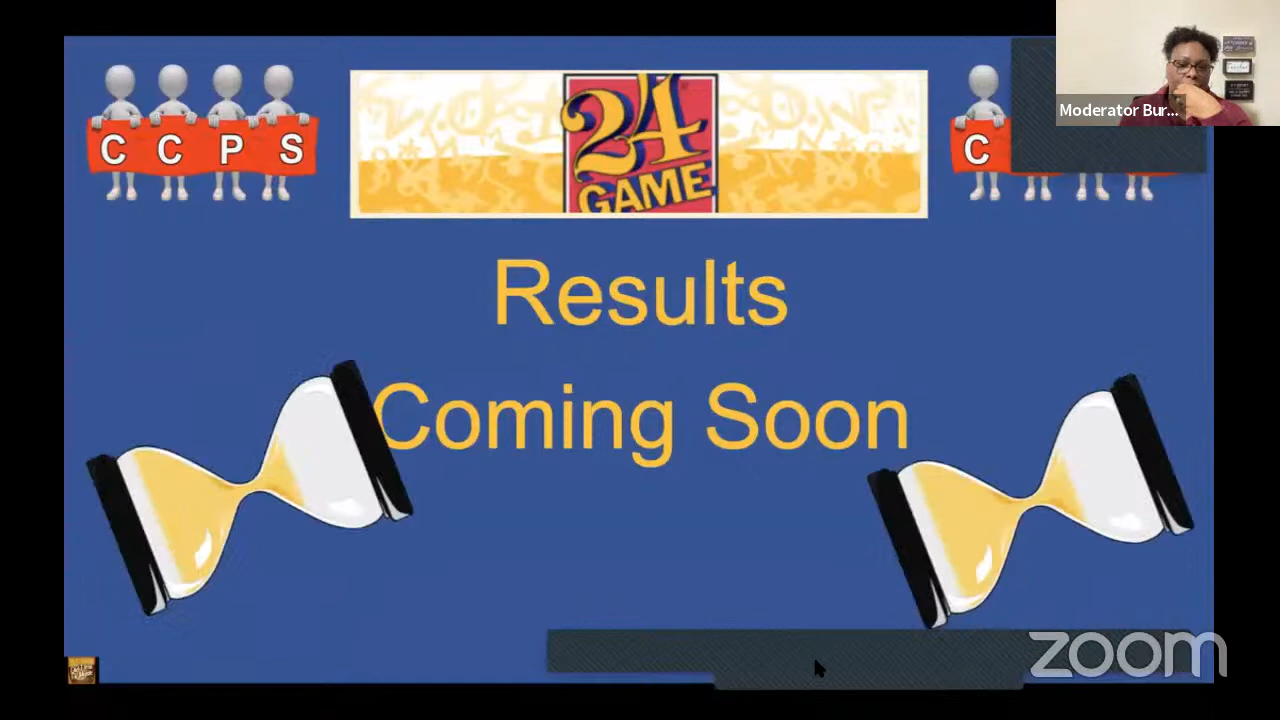 C C P S
24
GAME
C
Moderator Bur...
Results
Coming Soon
zoom